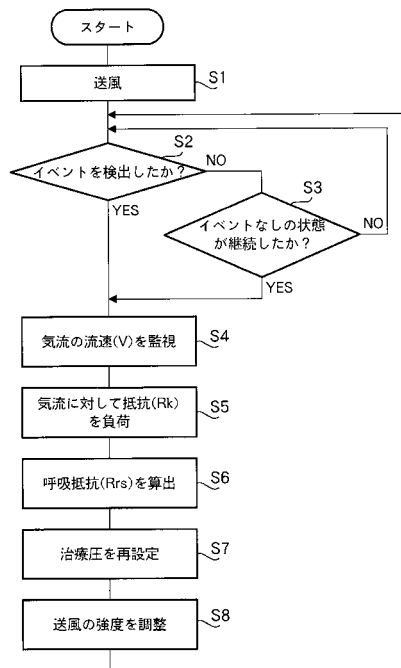 スタート
送風
S1
イベントを検出したか?
S2
NO
YES
イベントなしの状態
が継続したか?
S3
NO
YES
気流の流速(V)を監視
S4
気流に対して抵抗(Rk)
を負荷
S5
呼吸抵抗(Rrs)を算出
S6
治療圧を再設定
S7
送風の強度を調整
S8